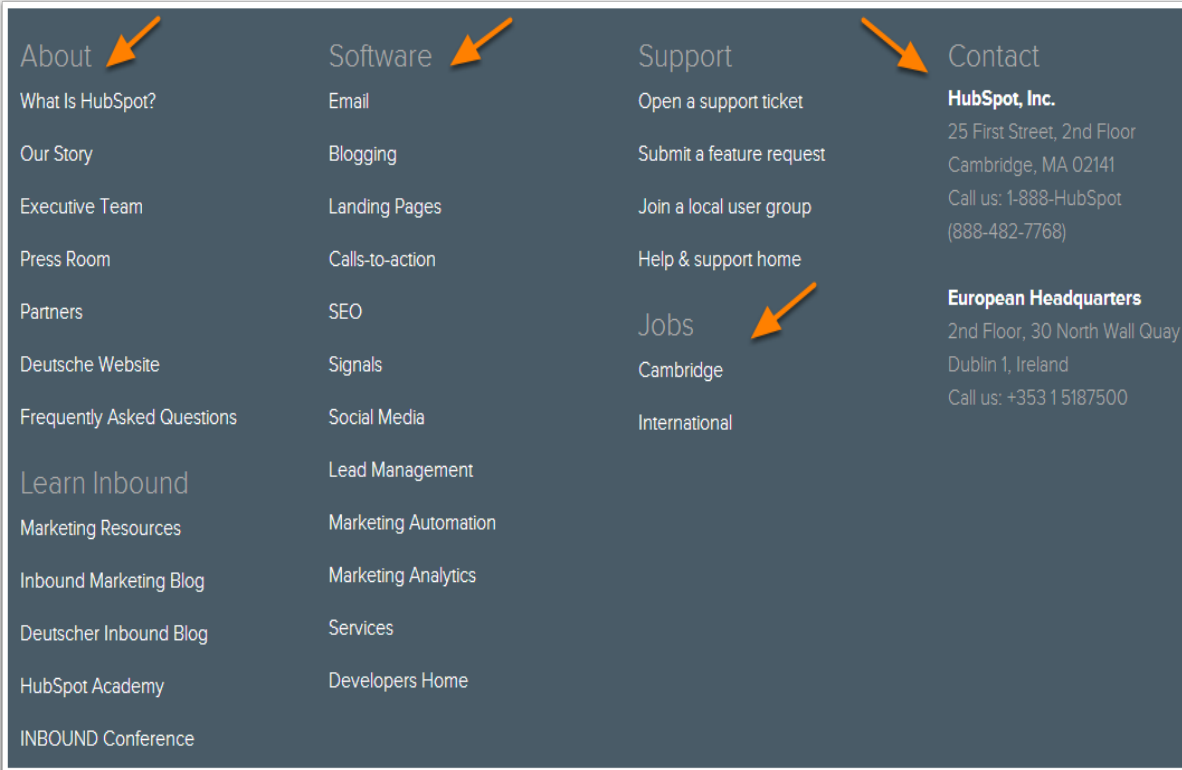 About
What Is HubSpot?
Our Story
Executive Team
Press Room
Partners
Deutsche Website
Frequently Asked Questions
Learn Inbound
Marketing Resources
Inbound Marketing Blog
Deutscher Inbound Blog
HubSpot Academy
INBOUND Conference
Software
Email
Blogging
Landing Pages
Calls-to-action
SEO
Signals
Social Media
Lead Management
Marketing Automation
Marketing Analytics
Services
Developers Home
Support
Open a support ticket
Submit a feature request
Join a local user group
Help & support home
Jobs
Cambridge
International
Contact
HubSpot, Inc.
25 First Street, 2nd Floor
Cambridge, MA 02141
Call us: 1-888-HubSpot
(888-482-7768)
European Headquarters
2nd Floor, 30 North Wall Quay
Dublin 1, Ireland
Call us: +353 1 5187500